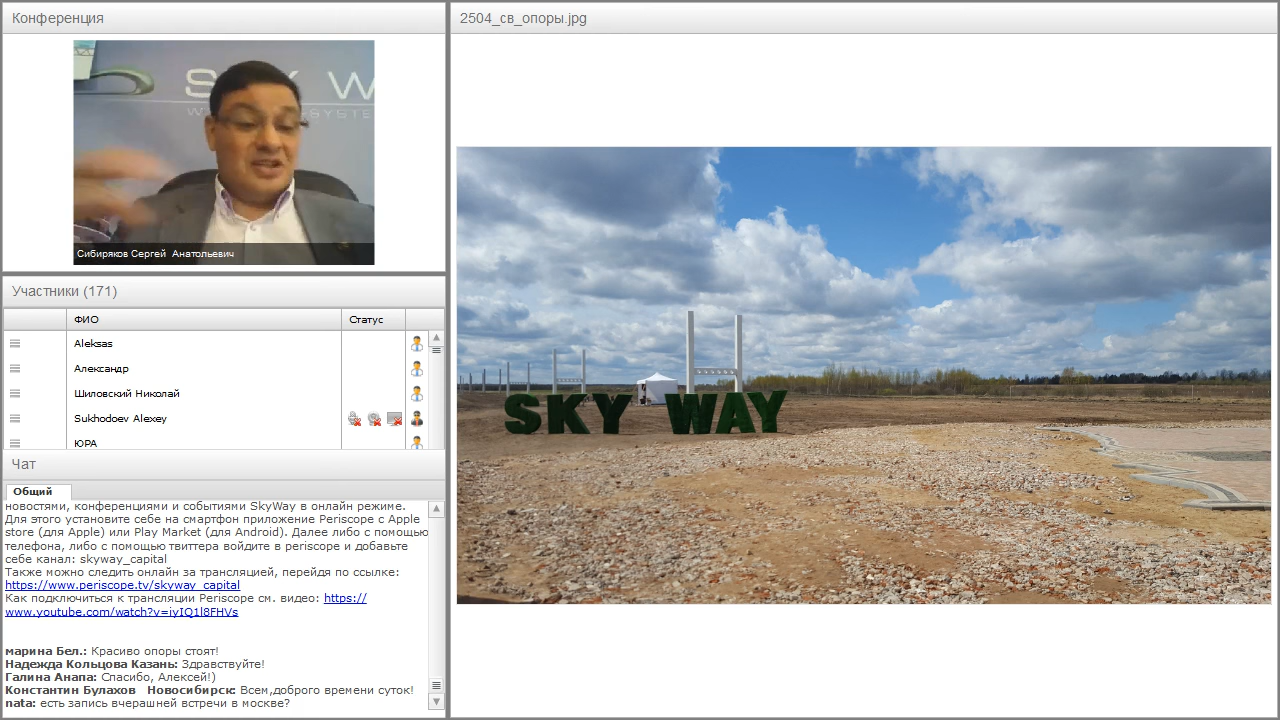 Конференция
SKY W
Сибиряков Сергей Анатольевич
Участники (171)
ФИО
Статус
Aleksas
Александр
Шиловский Николай
Sukhodoev Alexey
ЮРА
Чат
Общий
новостями, конференциями и событиями SkyWay в онлайн режиме.
Для этого установите себе на смартфон приложение Periscope с Apple
store (для Apple) или Play Market (для Android). Далее либо с помощью
телефона, либо с помощью твиттера войдите в periscope и добавьте
себе канал: skyway_capital
Также можно следить онлайн за трансляцией, перейдя по ссылке:
https://www.periscope.tv/skyway_capital
Как подключиться к трансляции Periscope см. видео: https://
www.youtube.com/watch?v=iyIQ1l8FHVs
марина Бел.: Красиво опоры стоят!
Надежда Кольцова Казань: Здравствуйте!
Галина Анапа: Спасибо, Алексей!)
Константин Булахов Новосибирск: Всем,доброго времени суток!
nata: есть запись вчерашней встречи в москве?
2504_св_опоры.jpg
SKY WAY